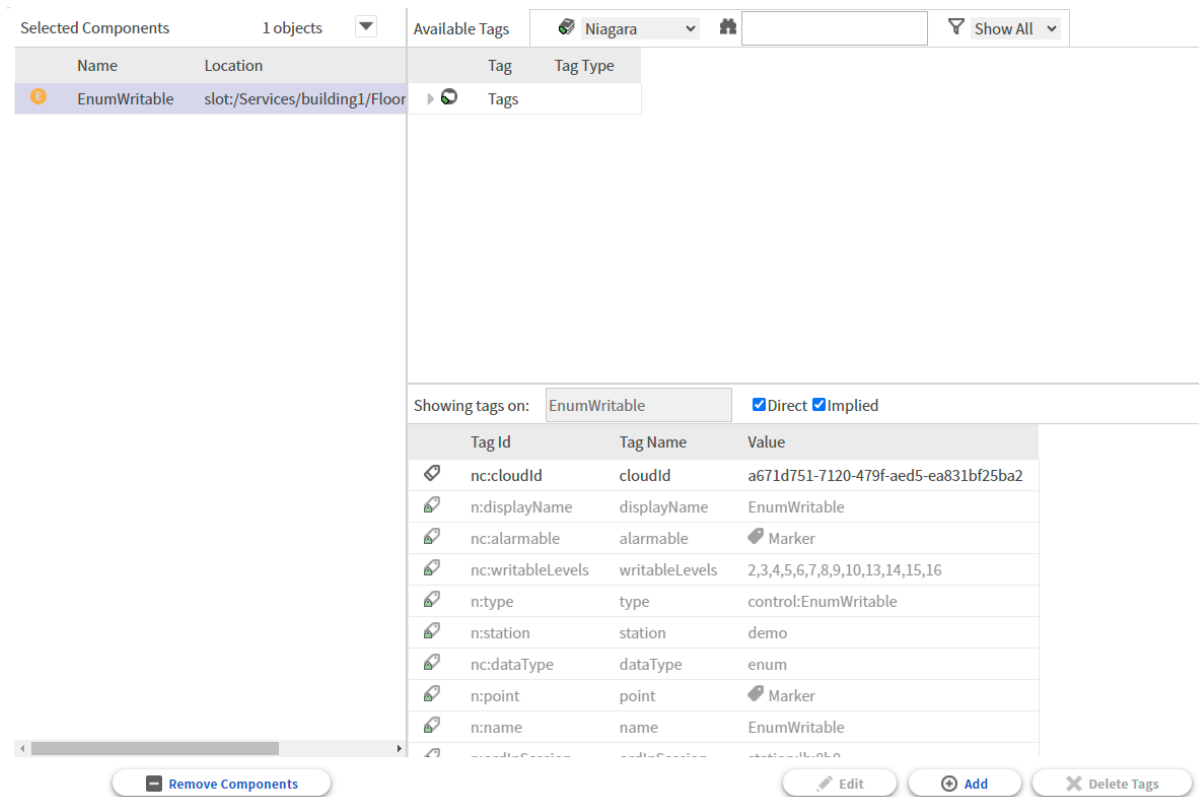 Selected Components 1 objects
Name Location
E EnumWritable slot:/Services/building1/Floor
Available Tags Niagara Show All
Tag Tag Type
Tags
Showing tags on: EnumWritable Direct Implied
Tag Id Tag Name Value
nc:cloudId cloudId a671d751-7120-479f-aed5-ea831bf25ba2
n:displayName displayName EnumWritable
nc:alarmable alarmable Marker
nc:writableLevels writableLevels 2,3,4,5,6,7,8,9,10,13,14,15,16
n:type type control:EnumWritable
n:station station demo
nc:dataType dataType enum
n:point point Marker
n:name name EnumWritable
n:ordInSession ordInSession
Remove Components Edit Add Delete Tags